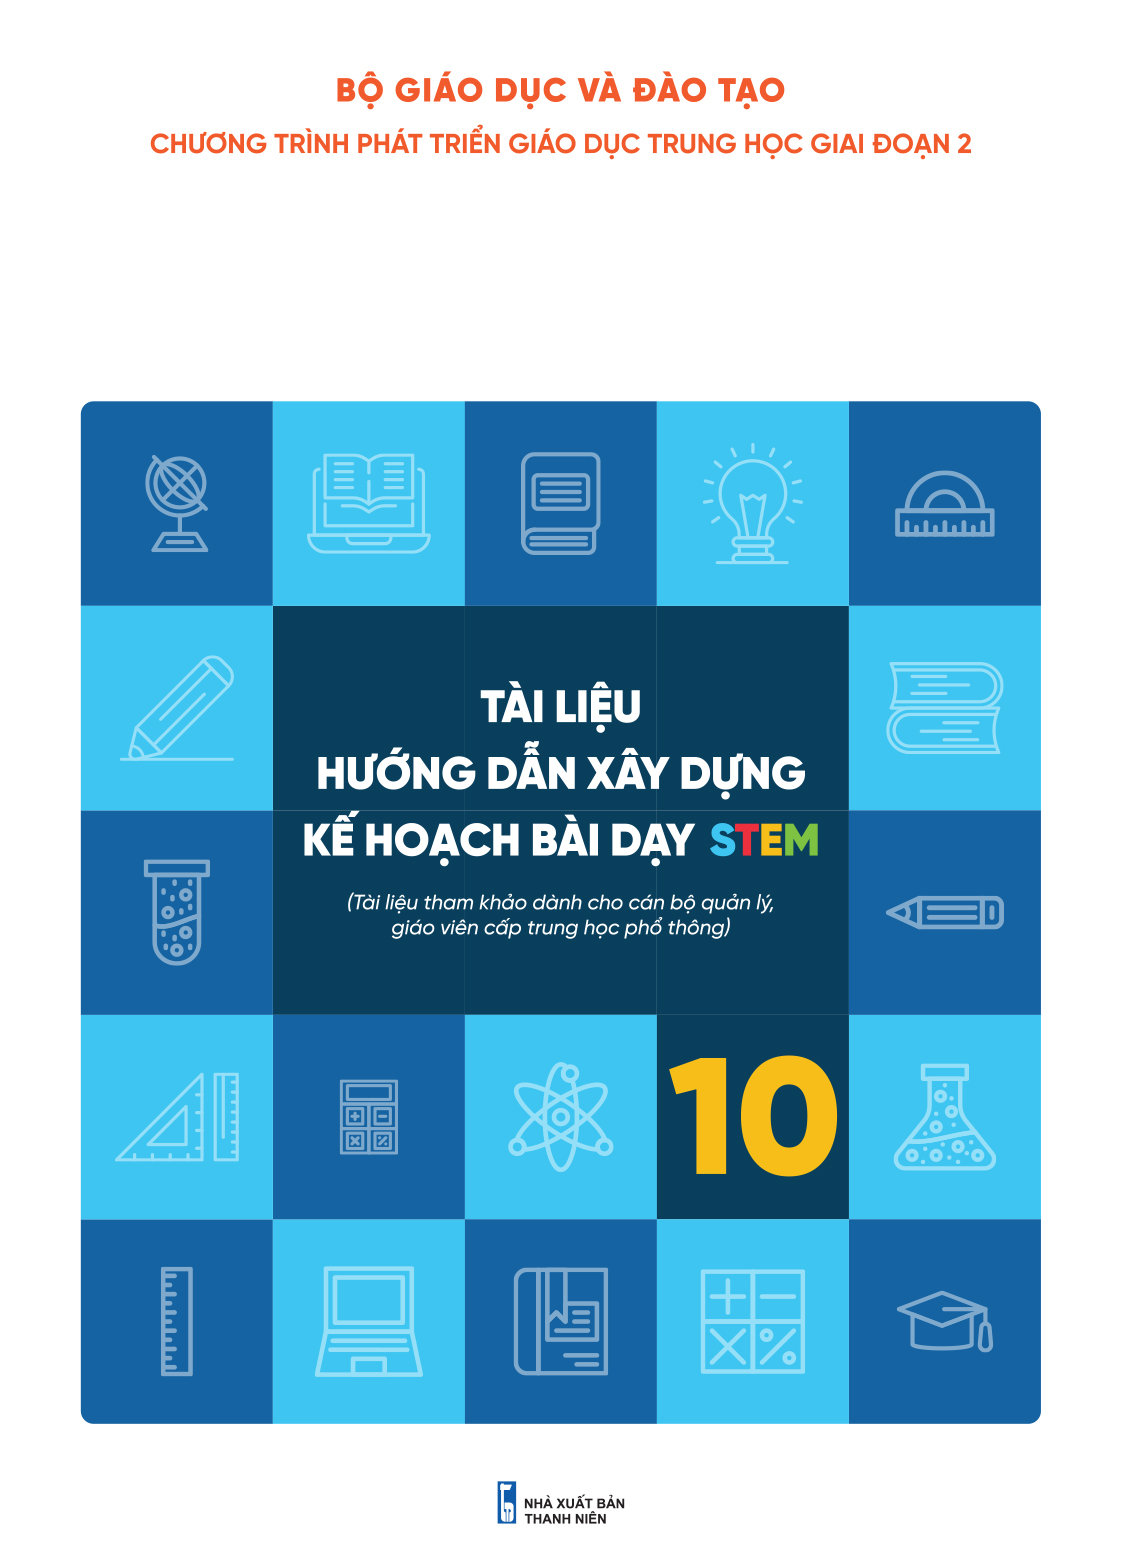 BỘ GIÁO DỤC VÀ ĐÀO TẠO
CHƯƠNG TRÌNH PHÁT TRIỂN GIÁO DỤC TRUNG HỌC GIAI ĐOẠN 2
TÀI LIỆU
HƯỚNG DẪN XÂY DỰNG
KẾ HOẠCH BÀI DẠY STEM
(Tài liệu tham khảo dành cho cán bộ quản lý,
giáo viên cấp trung học phổ thông)
10
NHÀ XUẤT BẢN
THANH NIÊN